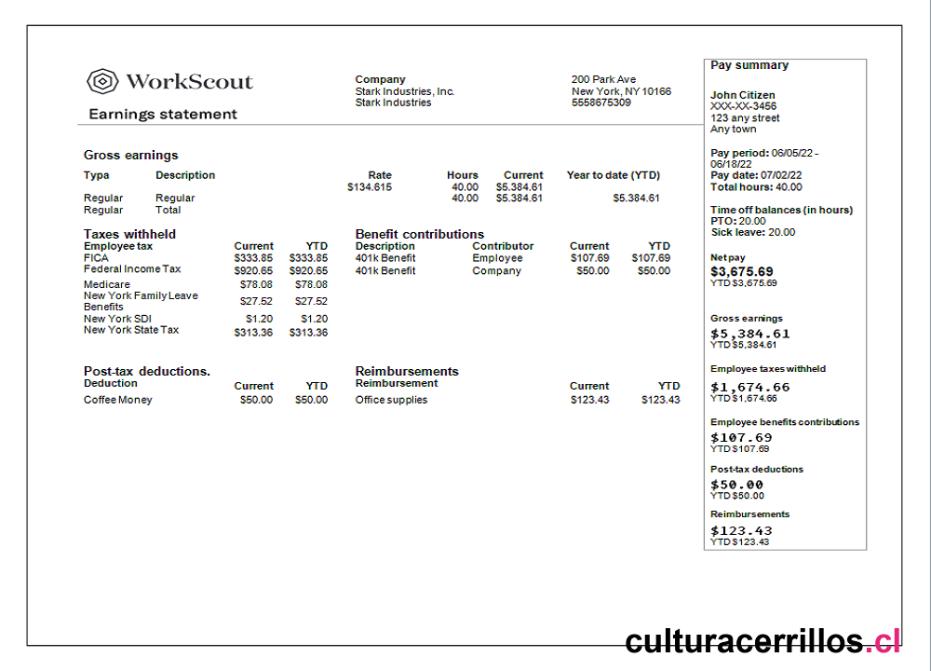 WorkScout
Earnings statement
Company
Stark Industries, Inc.
Stark Industries
200 Park Ave
New York, NY 10166
5558675309
Gross earnings
Typa Description Rate Hours Current Year to date (YTD)
$134.615 40.00 $5.384.61
Regular Regular 40.00 $5.384.61 $5.384.61
Regular Total
Taxes withheld
Employee tax Current YTD
FICA $333.85 $333.85
Federal Income Tax $920.65 $920.65
Medicare $78.08 $78.08
New York Family Leave
Benefits $27.52 $27.52
New York SDI $1.20 $1.20
New York State Tax $313.36 $313.36
Benefit contributions
Description Contributor Current YTD
401k Benefit Employee $107.69 $107.69
401k Benefit Company $50.00 $50.00
Post-tax deductions.
Deduction Current YTD
Coffee Money $50.00 $50.00
Reimbursements
Reimbursement Current YTD
Office supplies $123.43 $123.43
Pay summary
John Citizen
XXX-XX-3456
123 any street
Any town
Pay period: 06/05/22 -
06/18/22
Pay date: 07/02/22
Total hours: 40.00
Time off balances (in hours)
PTO: 20.00
Sick leave: 20.00
Net pay
$3,675.69
YTD $3,675.69
Gross earnings
$5,384.61
YTD $5,384.61
Employee taxes withheld
$1,674.66
YTD $1,674.66
Employee benefits contributions
$107.69
YTD $107.69
Post-tax deductions
$50.00
YTD $50.00
Reimbursements
$123.43
YTD $123.43
culturacerrillos.cl